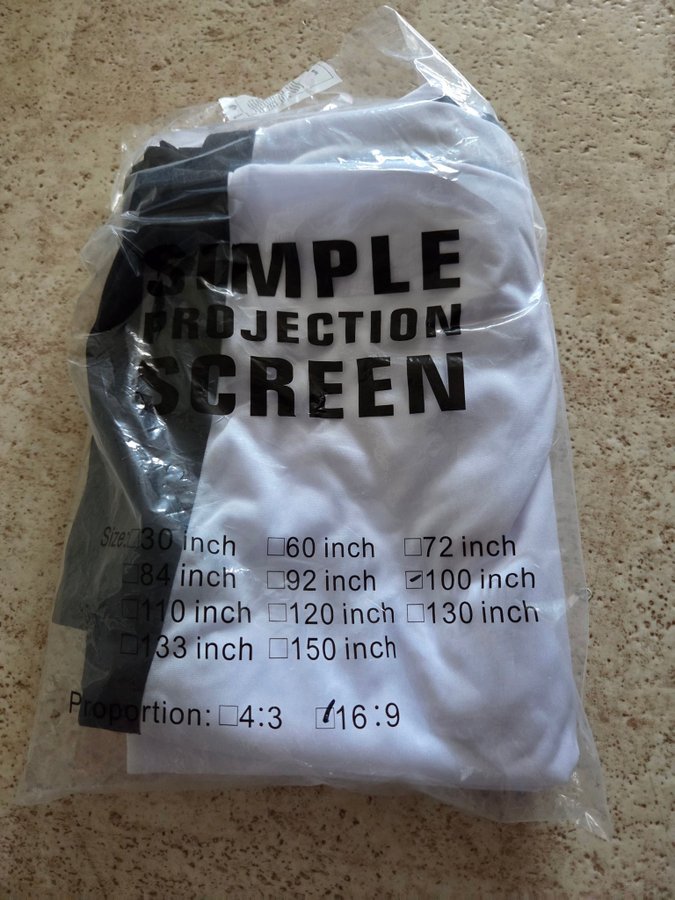 SIMPLE
PROJECTION
SCREEN
Size: □30 inch □60 inch □72 inch
□84 inch □92 inch ☑100 inch
□110 inch □120 inch □130 inch
□133 inch □150 inch
Proportion: □4:3 ☑16:9